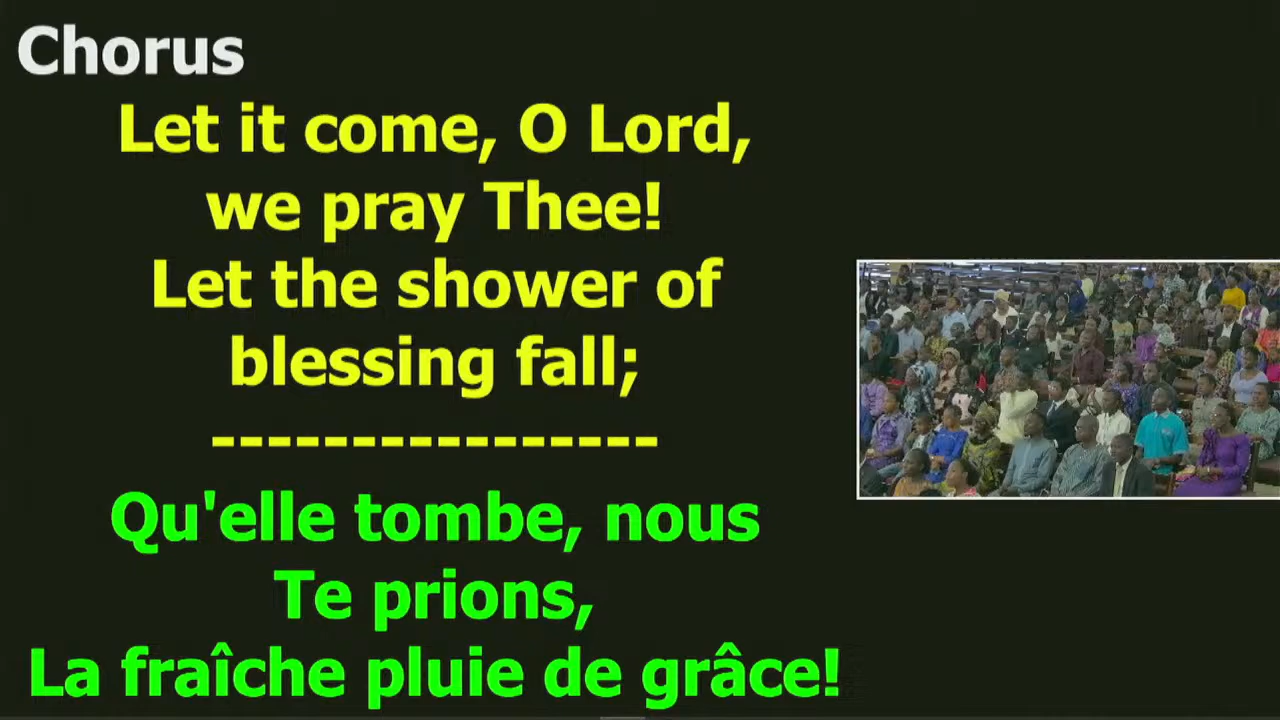 Chorus
Let it come, O Lord,
we pray Thee!
Let the shower of
blessing fall;
----------------
Qu'elle tombe, nous
Te prions,
La fraîche pluie de grâce!